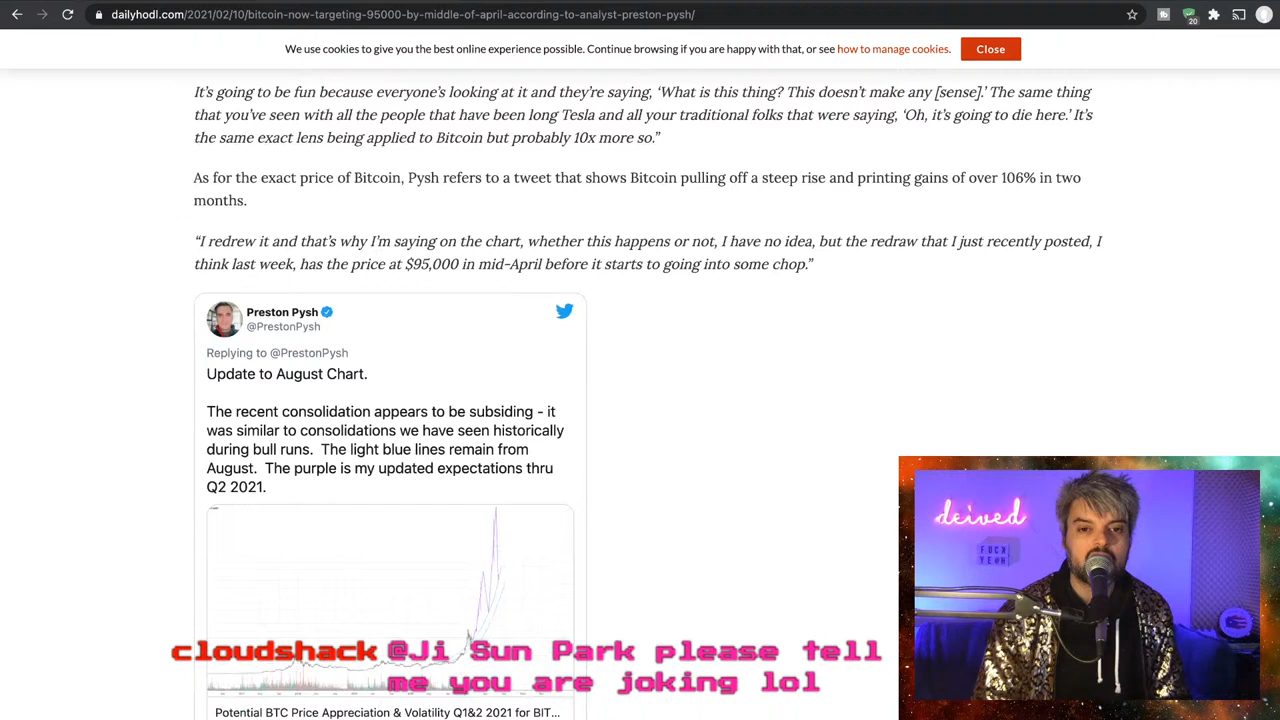 dailyhodl.com/2021/02/10/bitcoin-now-targeting-95000-by-middle-of-april-according-to-analyst-preston-pysh/
20
We use cookies to give you the best online experience possible. Continue browsing if you are happy with that, or see how to manage cookies. Close
It’s going to be fun because everyone’s looking at it and they’re saying, ‘What is this thing? This doesn’t make any [sense].’ The same thing
that you’ve seen with all the people that have been long Tesla and all your traditional folks that were saying, ‘Oh, it’s going to die here.’ It’s
the same exact lens being applied to Bitcoin but probably 10x more so.”
As for the exact price of Bitcoin, Pysh refers to a tweet that shows Bitcoin pulling off a steep rise and printing gains of over 106% in two
months.
“I redrew it and that’s why I’m saying on the chart, whether this happens or not, I have no idea, but the redraw that I just recently posted, I
think last week, has the price at $95,000 in mid-April before it starts to going into some chop.”
Preston Pysh
@PrestonPysh
Replying to @PrestonPysh
Update to August Chart.
The recent consolidation appears to be subsiding - it
was similar to consolidations we have seen historically
during bull runs.  The light blue lines remain from
August.  The purple is my updated expectations thru
Q2 2021.
deived
FUCK
YEAH
cloudshack @Ji Sun Park please tell
me you are joking lol
Potential BTC Price Appreciation & Volatility Q1&2 2021 for BIT...